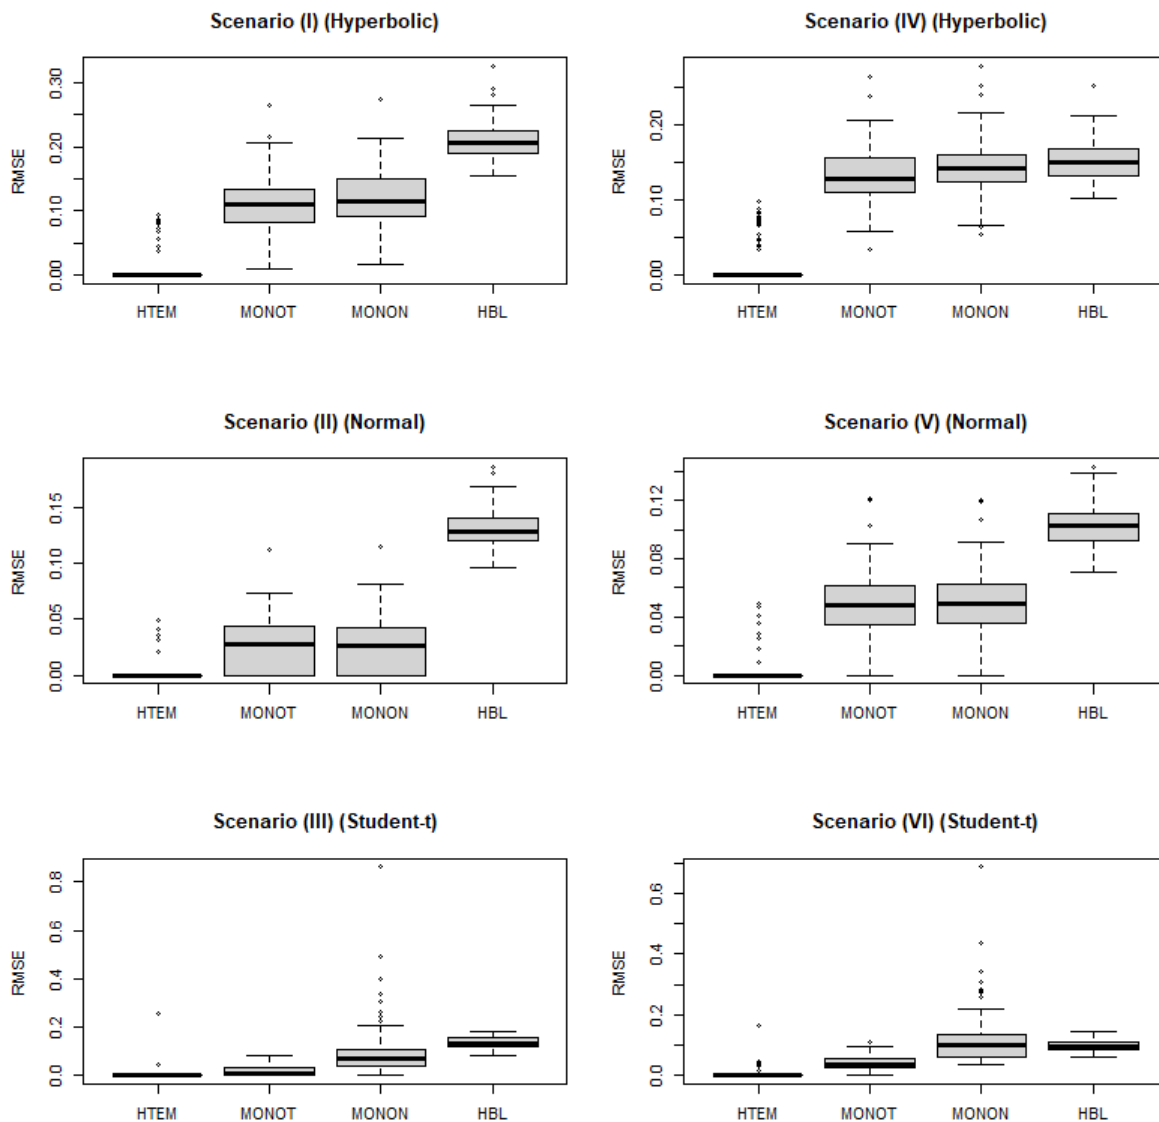 Scenario (I) (Hyperbolic)
RMSE
0.00
0.10
0.20
0.30
HTEM MONOT MONON HBL
Scenario (IV) (Hyperbolic)
RMSE
0.00
0.10
0.20
HTEM MONOT MONON HBL
Scenario (II) (Normal)
RMSE
0.00
0.05
0.10
0.15
HTEM MONOT MONON HBL
Scenario (V) (Normal)
RMSE
0.00
0.04
0.08
0.12
HTEM MONOT MONON HBL
Scenario (III) (Student-t)
RMSE
0.0
0.2
0.4
0.6
0.8
HTEM MONOT MONON HBL
Scenario (VI) (Student-t)
RMSE
0.0
0.2
0.4
0.6
HTEM MONOT MONON HBL